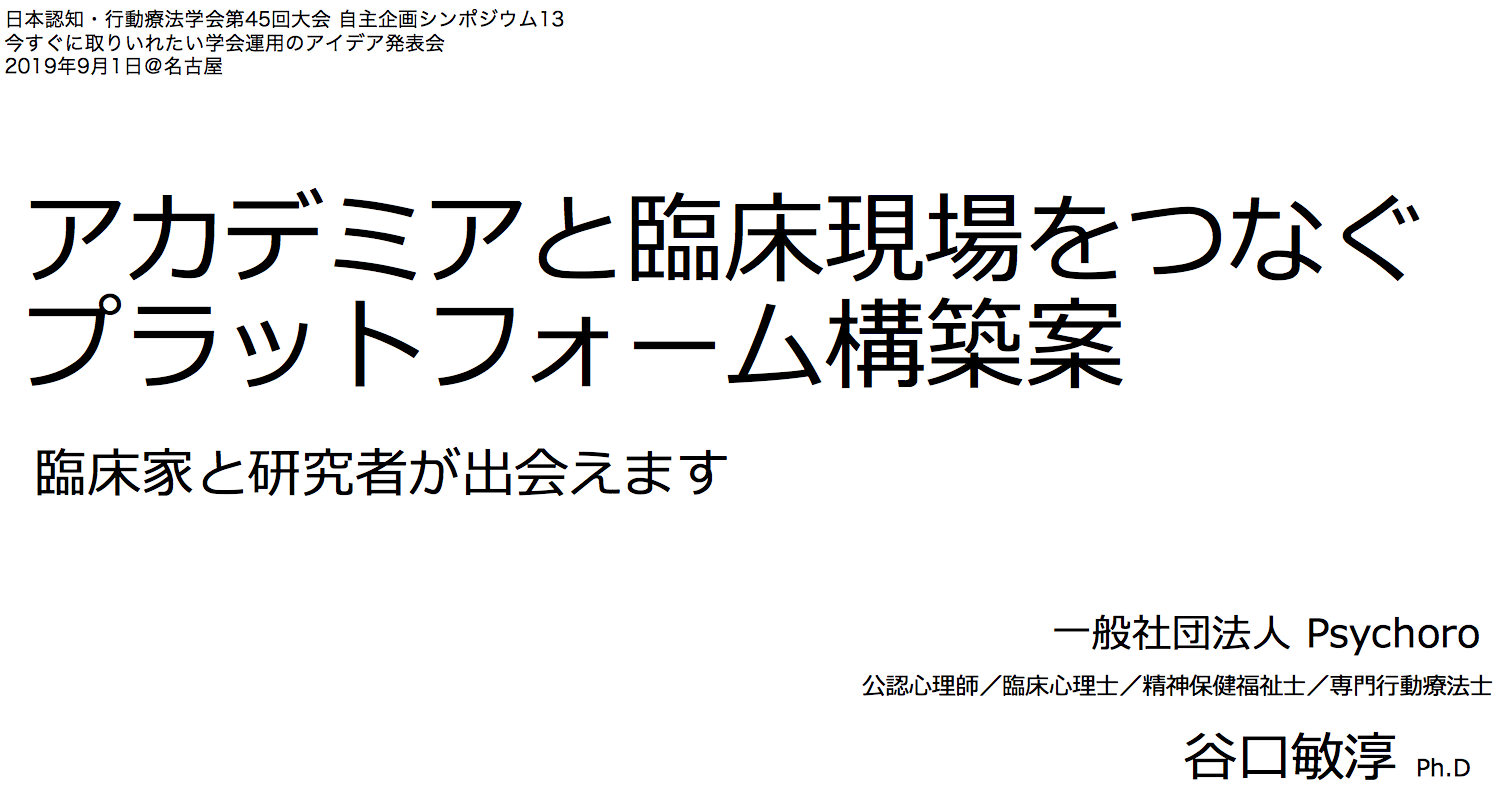 日本認知・行動療法学会第45回大会 自主企画シンポジウム13
今すぐに取りいれたい学会運用のアイデア発表会
2019年9月1日＠名古屋
アカデミアと臨床現場をつなぐ
プラットフォーム構築案
臨床家と研究者が出会えます
一般社団法人 Psychoro
公認心理師／臨床心理士／精神保健福祉士／専門行動療法士
谷口敏淳 Ph.D